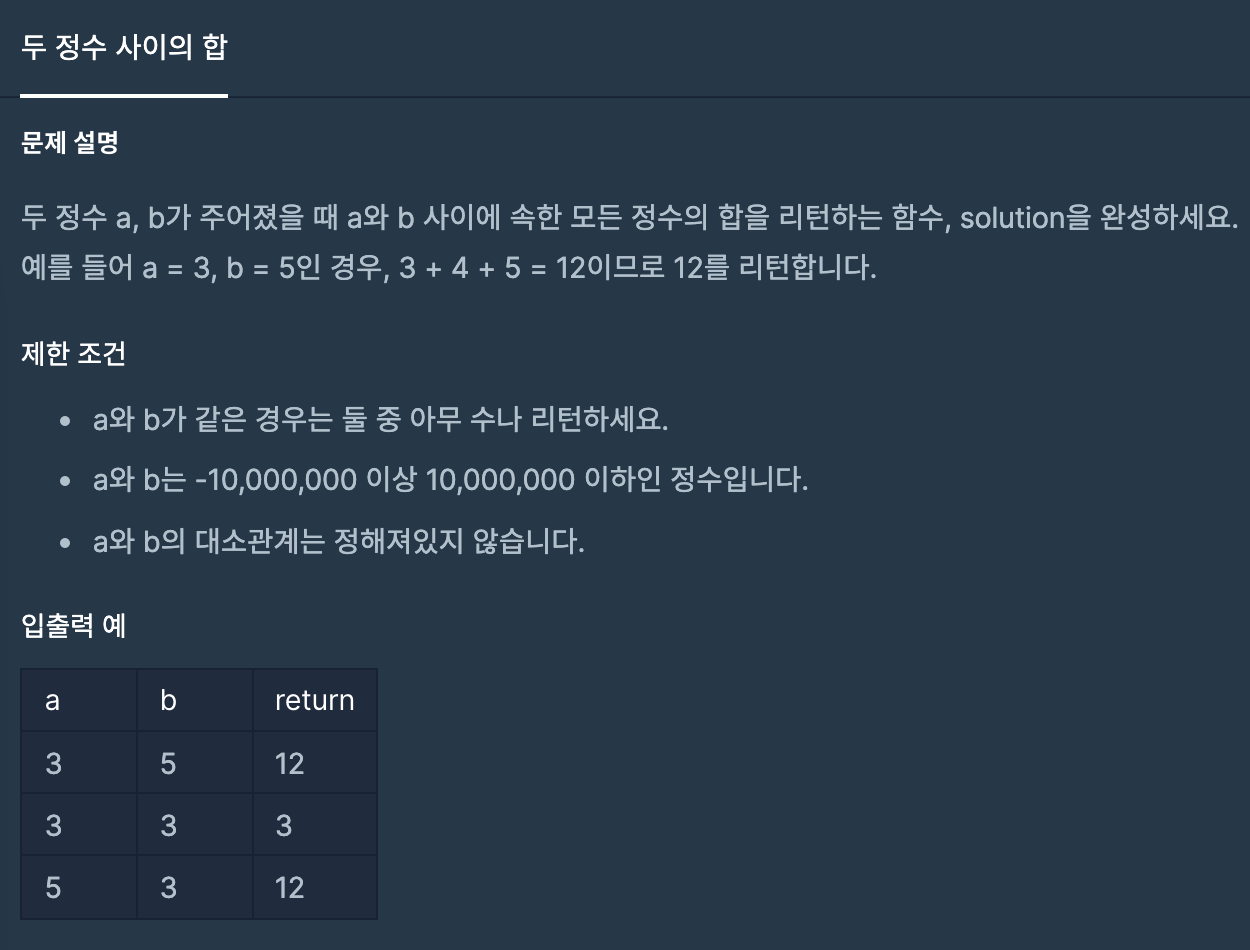 두 정수 사이의 합
문제 설명
두 정수 a, b가 주어졌을 때 a와 b 사이에 속한 모든 정수의 합을 리턴하는 함수, solution을 완성하세요.
예를 들어 a = 3, b = 5인 경우, 3 + 4 + 5 = 12이므로 12를 리턴합니다.
제한 조건
• a와 b가 같은 경우는 둘 중 아무 수나 리턴하세요.
• a와 b는 -10,000,000 이상 10,000,000 이하인 정수입니다.
• a와 b의 대소관계는 정해져있지 않습니다.
입출력 예
a b return
3 5 12
3 3 3
5 3 12